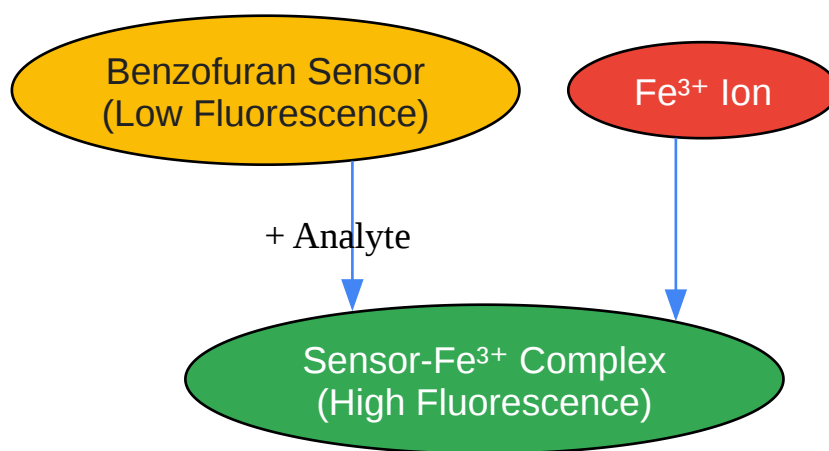 Benzofuran Sensor
(Low Fluorescence)
Fe³⁺ Ion
+ Analyte
Sensor-Fe³⁺ Complex
(High Fluorescence)